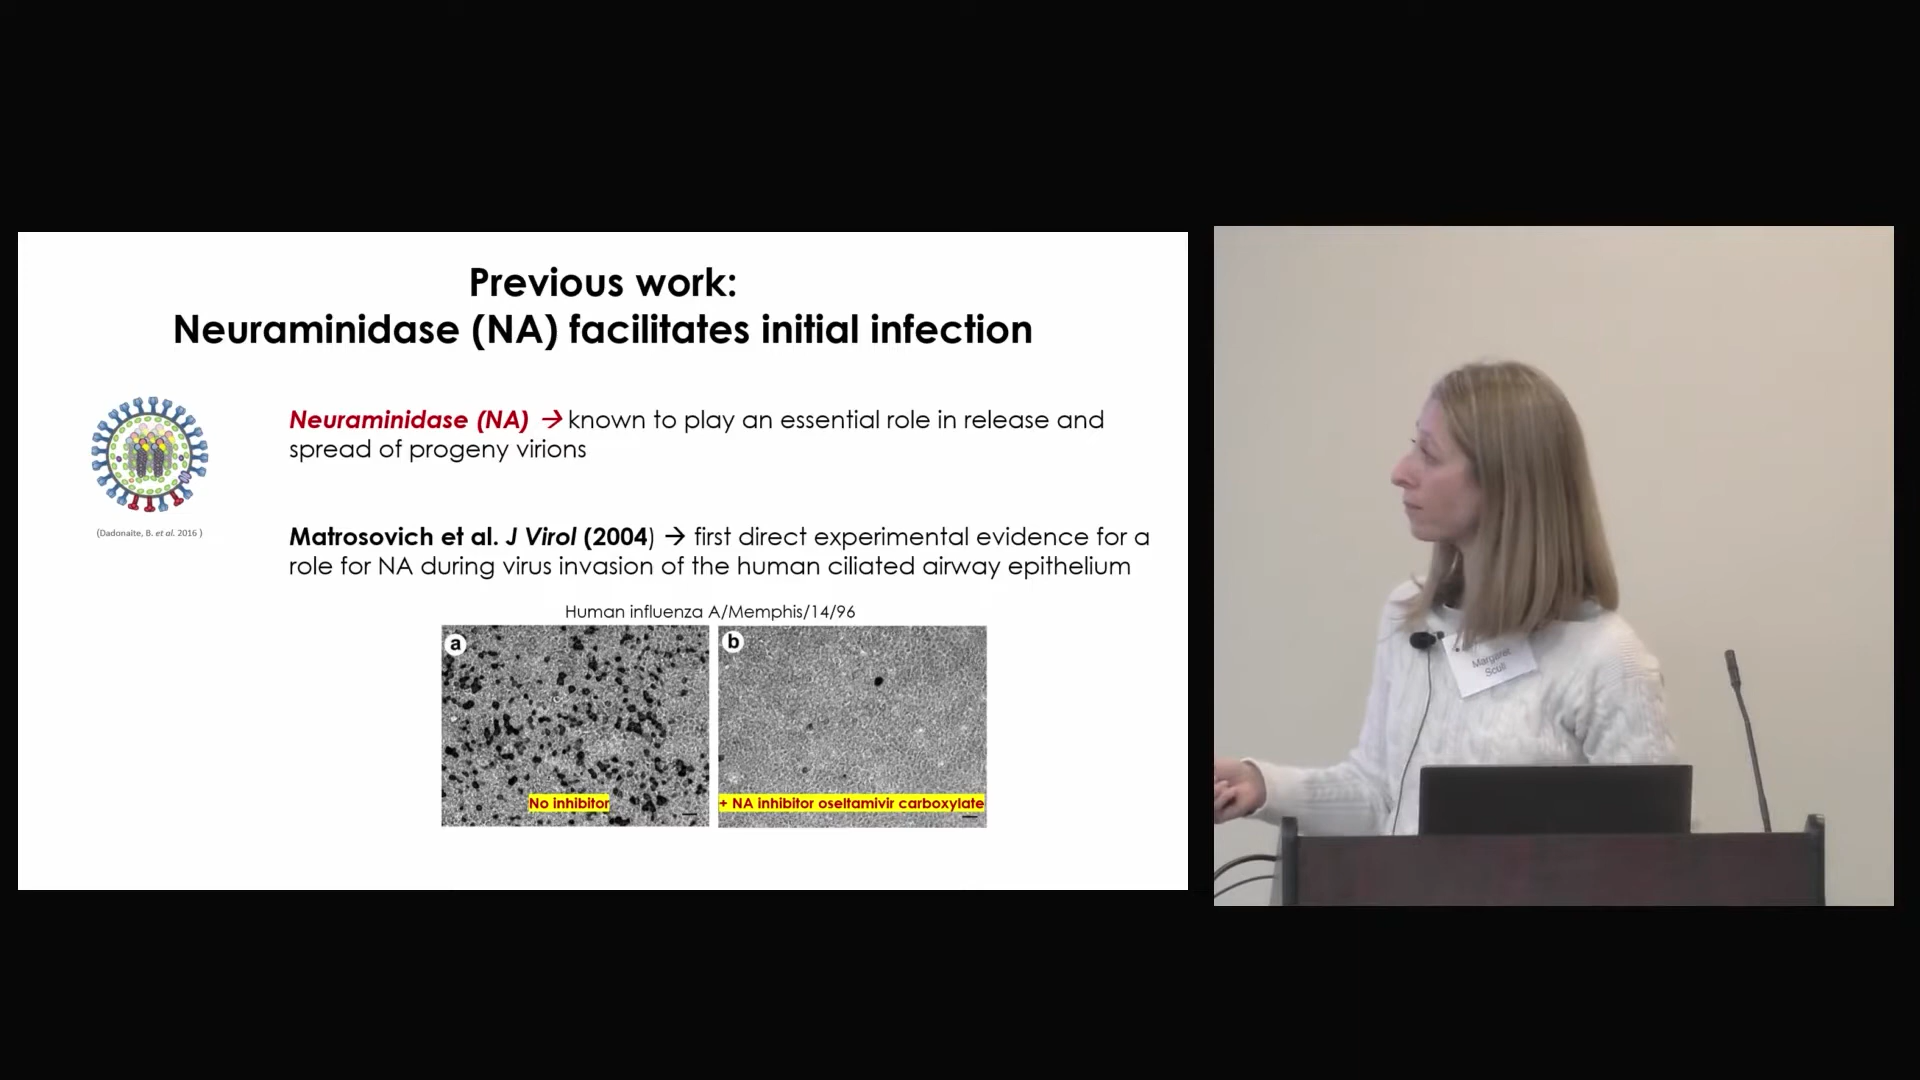 Previous work:
Neuraminidase (NA) facilitates initial infection
Neuraminidase (NA) → known to play an essential role in release and
spread of progeny virions
(Dadonaite, B. et al. 2016 )
Matrosovich et al. J Virol (2004) → first direct experimental evidence for a
role for NA during virus invasion of the human ciliated airway epithelium
Human influenza A/Memphis/14/96
a
b
No inhibitor
+ NA inhibitor oseltamivir carboxylate
Margaret
Scull